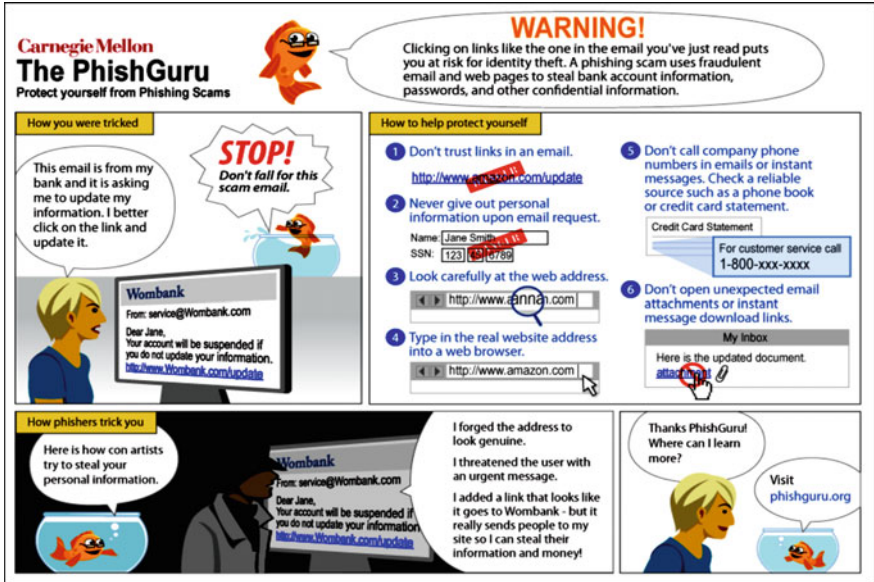 Carnegie Mellon
The PhishGuru
Protect yourself from Phishing Scams
WARNING!
Clicking on links like the one in the email you've just read puts
you at risk for identity theft. A phishing scam uses fraudulent
email and web pages to steal bank account information,
passwords, and other confidential information.
How you were tricked
This email is from my
bank and it is asking
me to update my
information. I better
click on the link and
update it.
STOP!
Don't fall for this
scam email.
Wombank
From: service@Wombank.com
Dear Jane,
Your account will be suspended if
you do not update your information.
http://www.Wombank.com/update
How to help protect yourself
1 Don't trust links in an email.
http://www.amazon.com/update
2 Never give out personal
information upon email request.
Name: Jane Smith
SSN: 123 45 6789
3 Look carefully at the web address.
http://www.annan.com
4 Type in the real website address
into a web browser.
http://www.amazon.com
5 Don't call company phone
numbers in emails or instant
messages. Check a reliable
source such as a phone book
or credit card statement.
Credit Card Statement
For customer service call
1-800-xxx-xxxx
6 Don't open unexpected email
attachments or instant
message download links.
My Inbox
Here is the updated document.
attachment
How phishers trick you
Here is how con artists
try to steal your
personal information.
Wombank
From: service@Wombank.com
Dear Jane,
Your account will be suspended if
you do not update your information
http://www.Wombank.com/update
I forged the address to
look genuine.
I threatened the user with
an urgent message.
I added a link that looks like
it goes to Wombank - but it
really sends people to my
site so I can steal their
information and money!
Thanks PhishGuru!
Where can I learn
more?
Visit
phishguru.org